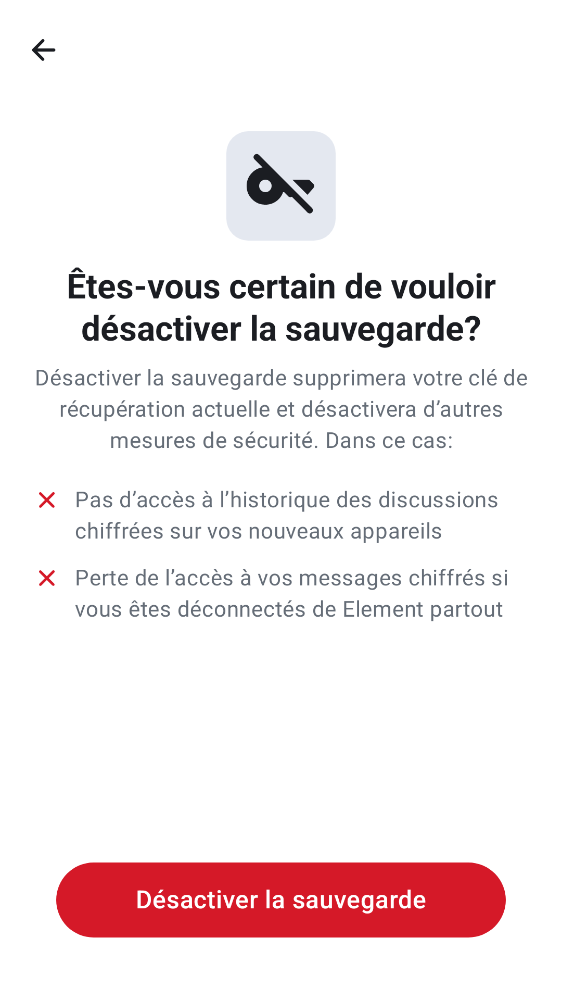 Êtes-vous certain de vouloir
désactiver la sauvegarde?
Désactiver la sauvegarde supprimera votre clé de
récupération actuelle et désactivera d’autres
mesures de sécurité. Dans ce cas:
Pas d’accès à l’historique des discussions
chiffrées sur vos nouveaux appareils
Perte de l’accès à vos messages chiffrés si
vous êtes déconnectés de Element partout
Désactiver la sauvegarde